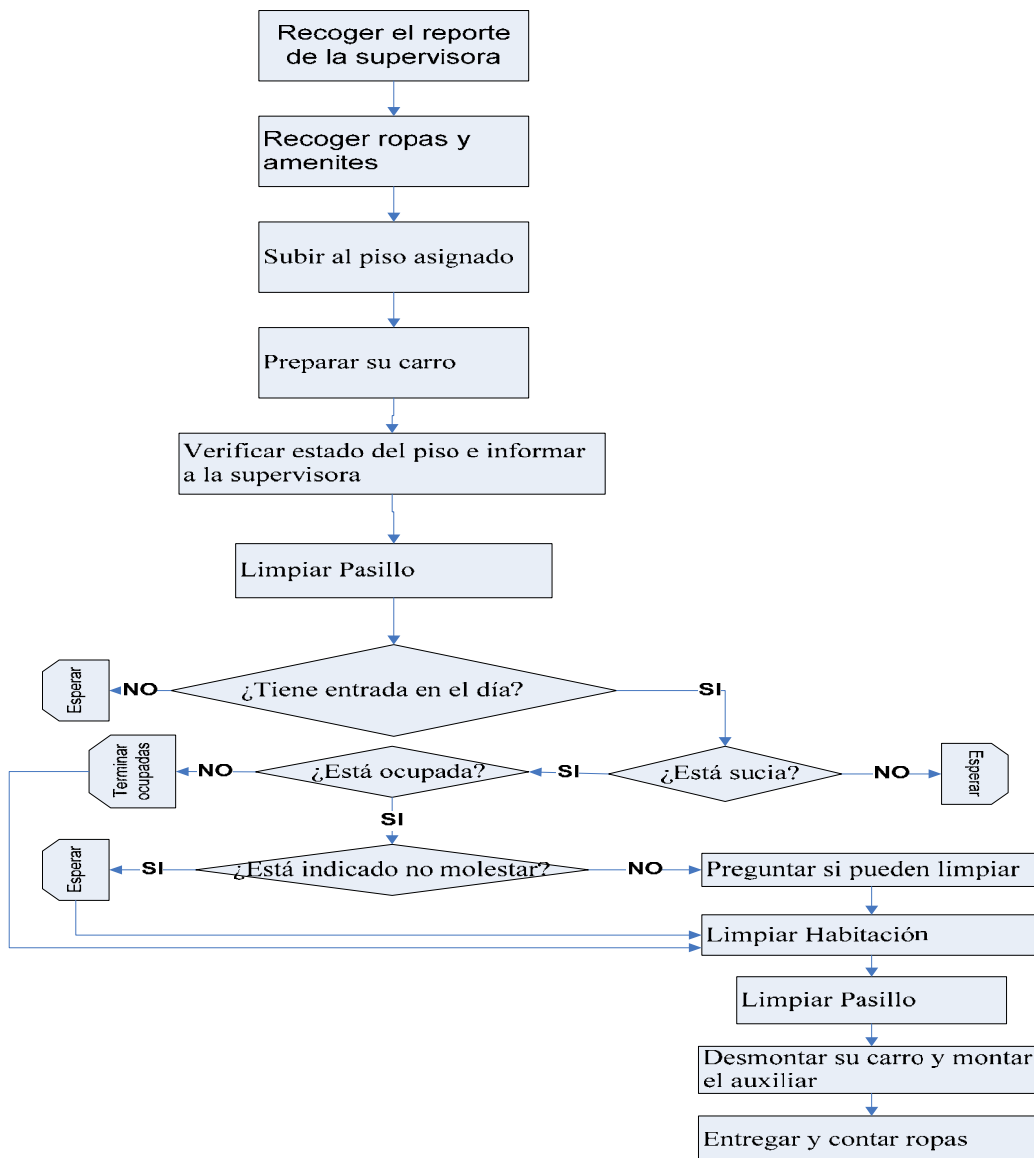 Recoger el reporte
de la supervisora
Recoger ropas y
amenites
Subir al piso asignado
Preparar su carro
Verificar estado del piso e informar
a la supervisora
Limpiar Pasillo
Esperar
NO
¿Tiene entrada en el día?
SI
Terminar
ocupadas
NO
¿Está ocupada?
SI
¿Está sucia?
NO
Esperar
SI
Esperar
SI
¿Está indicado no molestar?
NO
Preguntar si pueden limpiar
Limpiar Habitación
Limpiar Pasillo
Desmontar su carro y montar
el auxiliar
Entregar y contar ropas